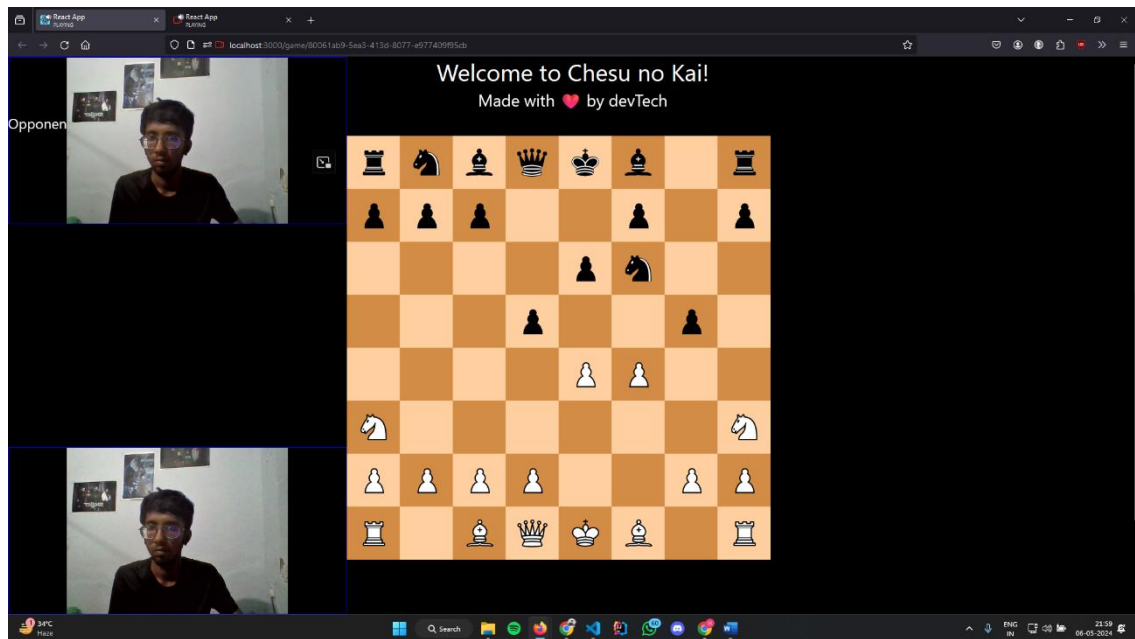 React App
PLAYING
React App
PLAYING
localhost:3000/game/80061ab9-5ea3-413d-8077-e977409f95cb
Welcome to Chesu no Kai!
Made with ❤ by devTech
Opponen
34°C
Haze
Search
ENG
IN
21:59
06-05-2024